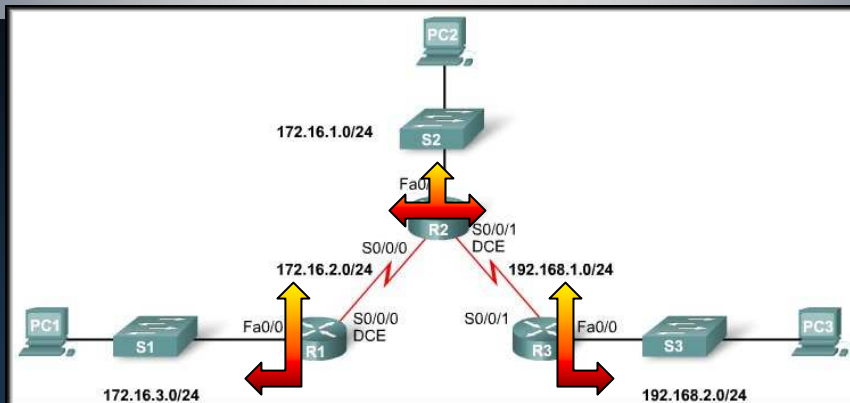 PC2
172.16.1.0/24
S2
Fa0/
R2
S0/0/0
S0/0/1
DCE
172.16.2.0/24
192.168.1.0/24
PC1
S1
Fa0/0
R1
S0/0/0
DCE
S0/0/1
R3
Fa0/0
S3
PC3
172.16.3.0/24
192.168.2.0/24